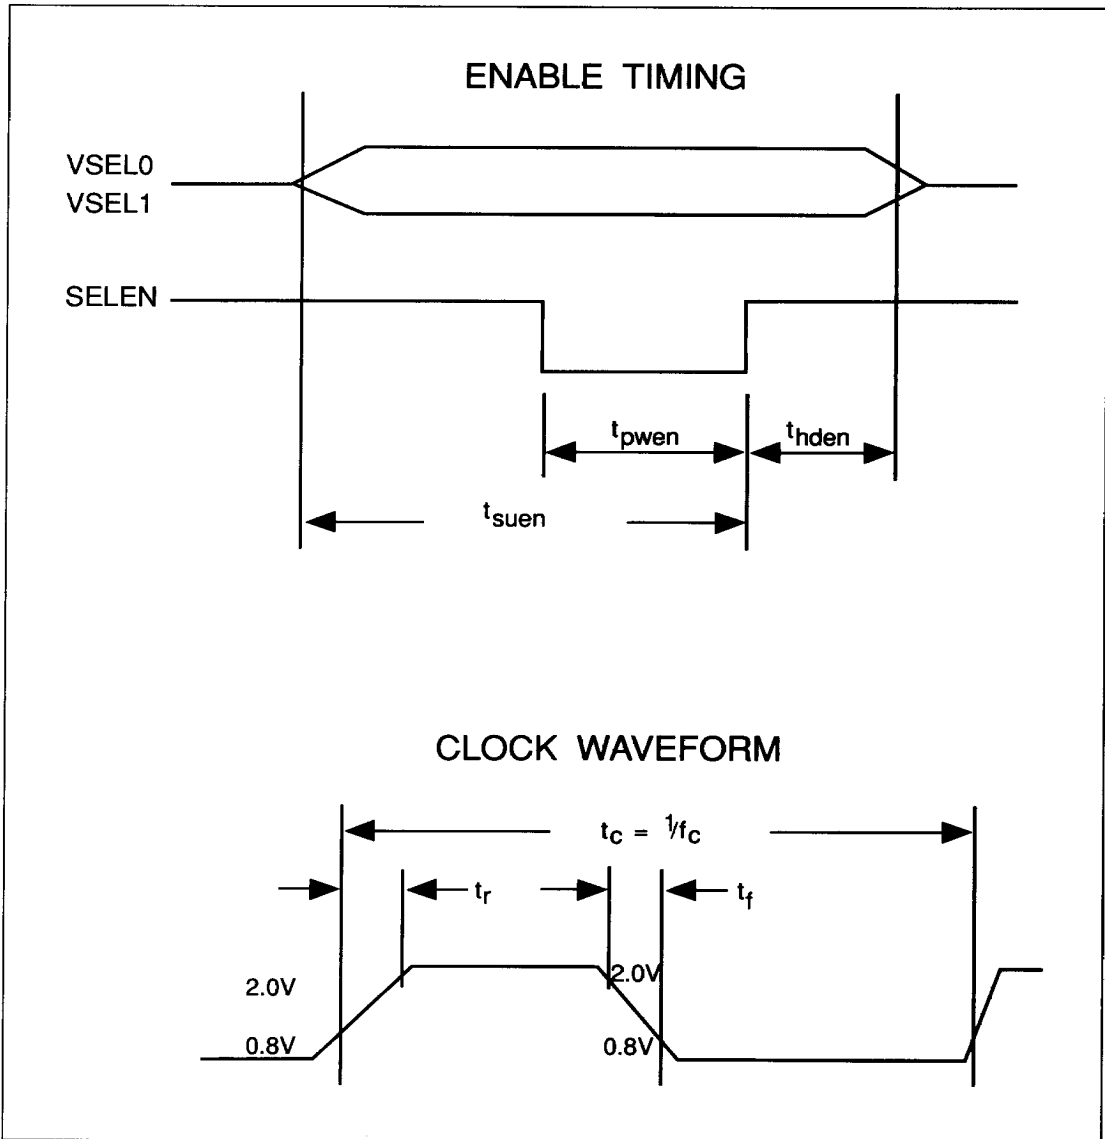 ENABLE TIMING
VSEL0
VSEL1
SELEN
tpwen
thden
tsuen
CLOCK WAVEFORM
tc = 1/fc
tr
tf
2.0V
2.0V
0.8V
0.8V